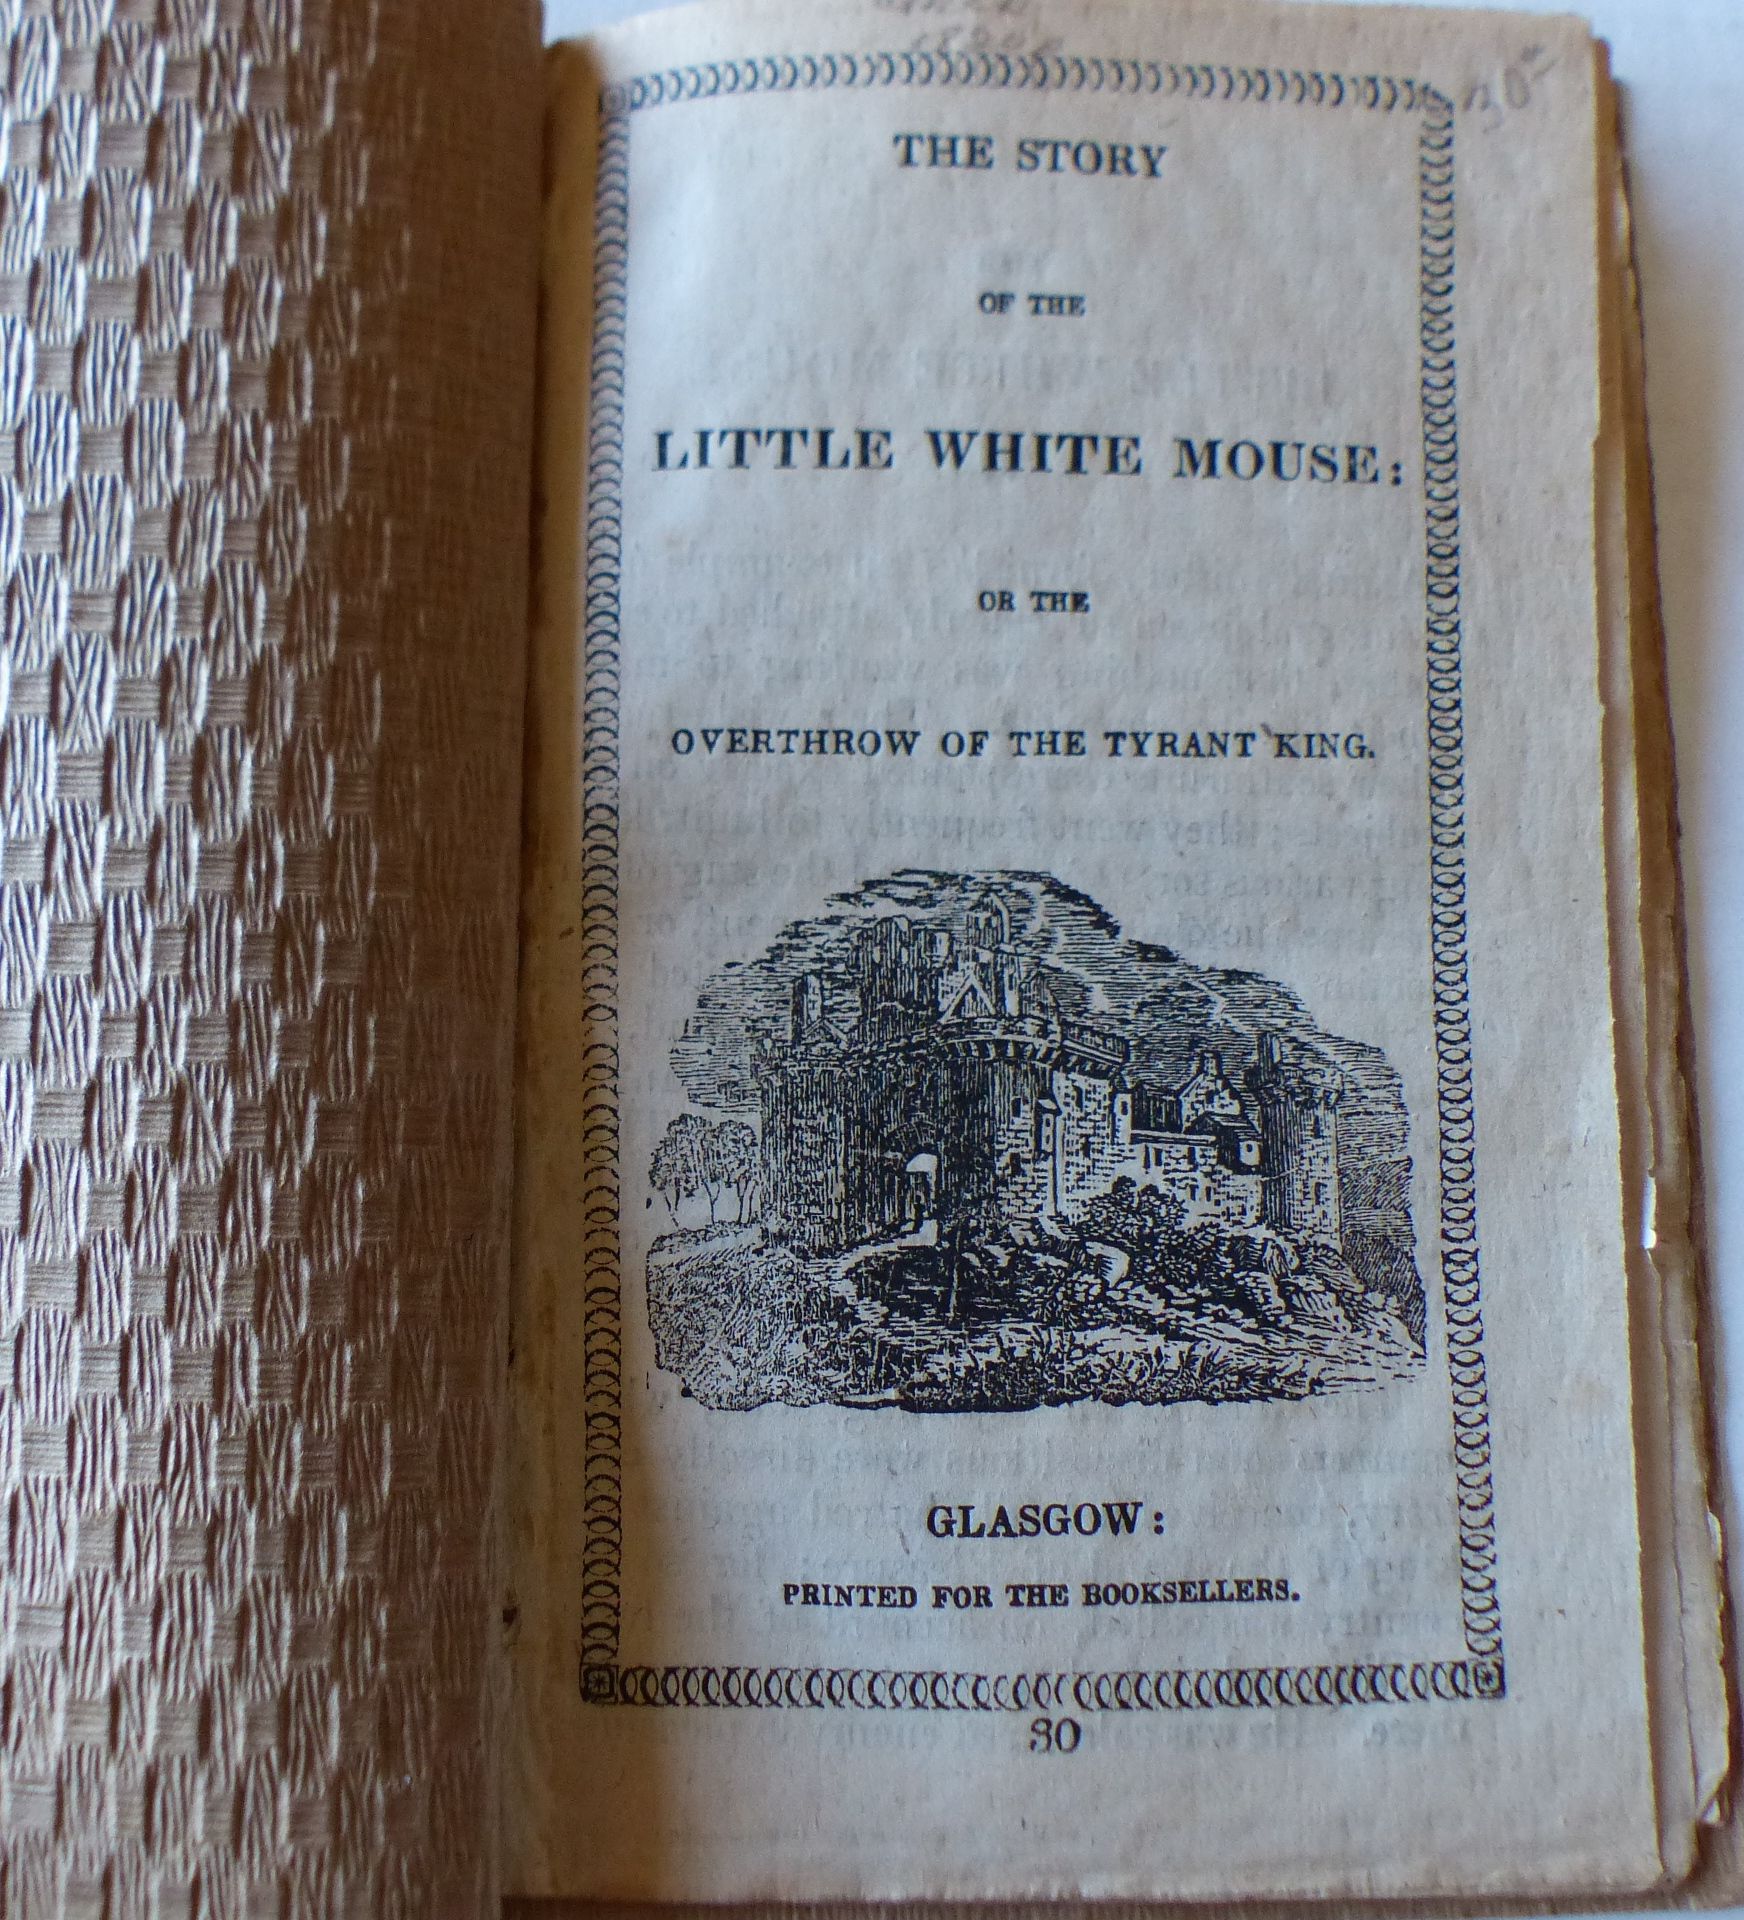 THE STORY
OF THE
LITTLE WHITE MOUSE:
OR THE
OVERTHROW OF THE TYRANT KING.
GLASGOW:
PRINTED FOR THE BOOKSELLERS.
80